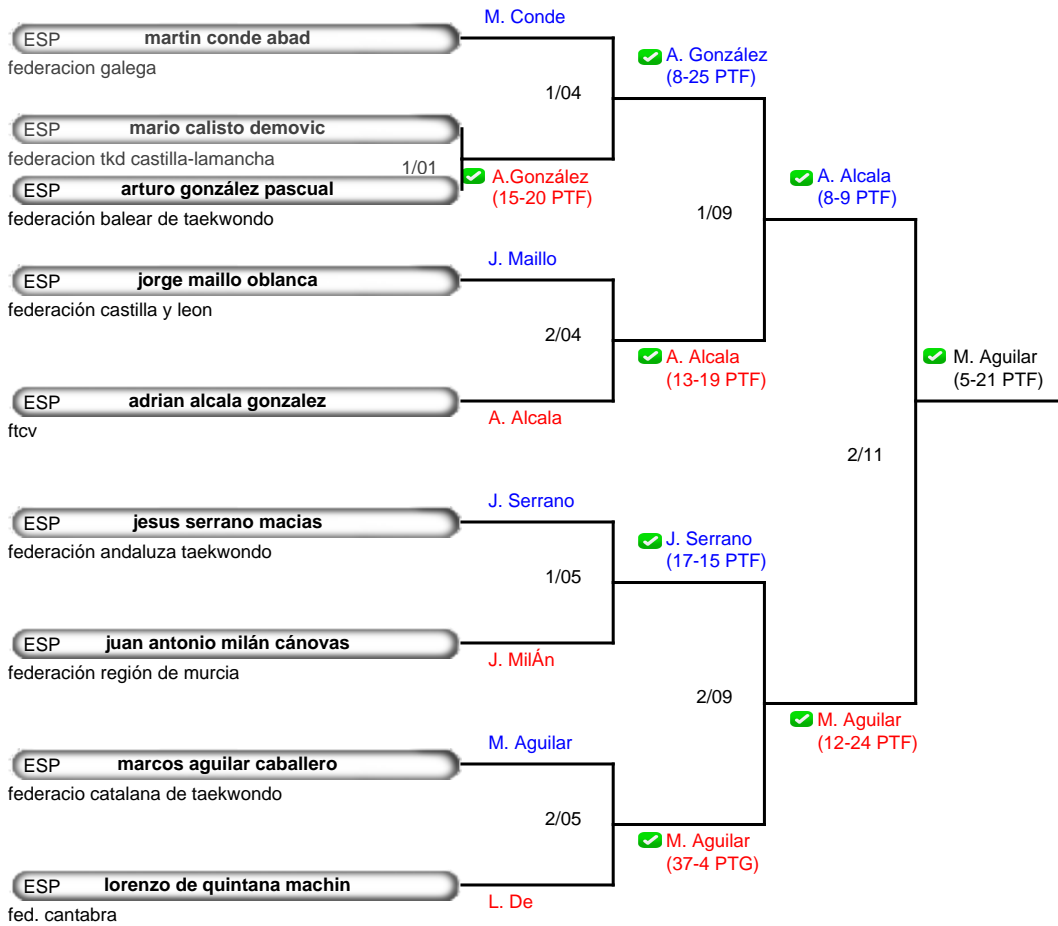 M. Conde
ESP martin conde abad
federacion galega
1/04
A. González
(8-25 PTF)
ESP mario calisto demovic
federacion tkd castilla-lamancha
1/01
A.González
(15-20 PTF)
ESP arturo gonzález pascual
federación balear de taekwondo
A. Alcala
(8-9 PTF)
1/09
J. Maillo
ESP jorge maillo oblanca
federación castilla y leon
2/04
A. Alcala
(13-19 PTF)
ESP adrian alcala gonzalez
ftcv
A. Alcala
M. Aguilar
(5-21 PTF)
2/11
J. Serrano
ESP jesus serrano macias
federación andaluza taekwondo
J. Serrano
(17-15 PTF)
1/05
ESP juan antonio milán cánovas
federación región de murcia
J. MilÁn
2/09
M. Aguilar
(12-24 PTF)
M. Aguilar
ESP marcos aguilar caballero
federacio catalana de taekwondo
2/05
M. Aguilar
(37-4 PTG)
ESP lorenzo de quintana machin
fed. cantabra
L. De